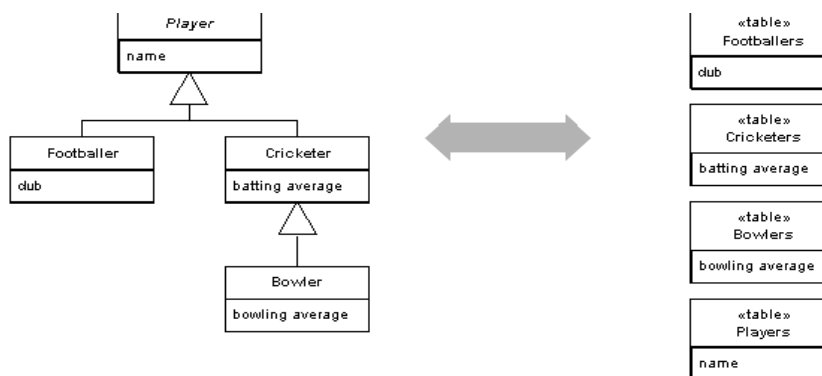 Player
name
Footballer
club
Cricketer
batting average
Bowler
bowling average
«table»
Footballers
club
«table»
Cricketers
batting average
«table»
Bowlers
bowling average
«table»
Players
name